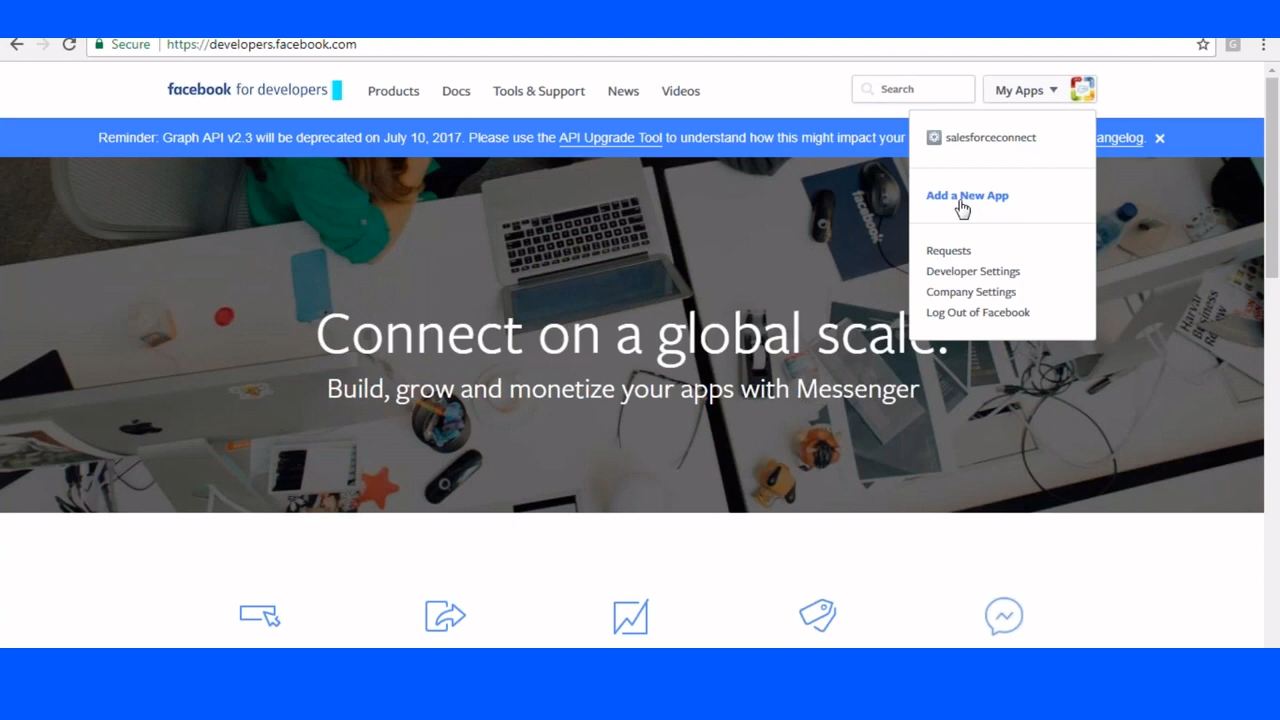 Secure https://developers.facebook.com
G
facebook for developers Products Docs Tools & Support News Videos Search My Apps
Reminder: Graph API v2.3 will be deprecated on July 10, 2017. Please use the API Upgrade Tool to understand how this might impact your angelog.
salesforceconnect
Add a New App
Requests
Developer Settings
Company Settings
Log Out of Facebook
facebook
Harvard
Business
Connect on a global scale.
Build, grow and monetize your apps with Messenger